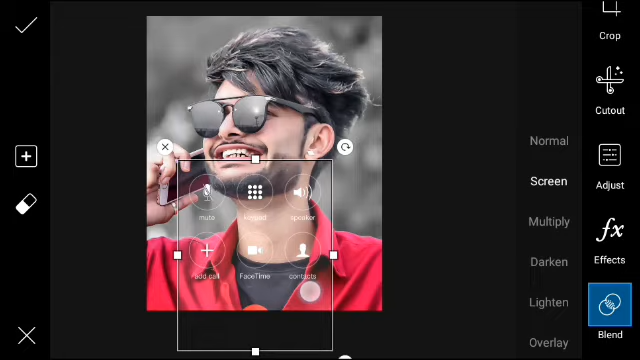 Crop
Cutout
Normal
Screen
Adjust
mute
keypad
speaker
Multiply
Effects
Darken
add call
FaceTime
contacts
Lighten
Blend
Overlay